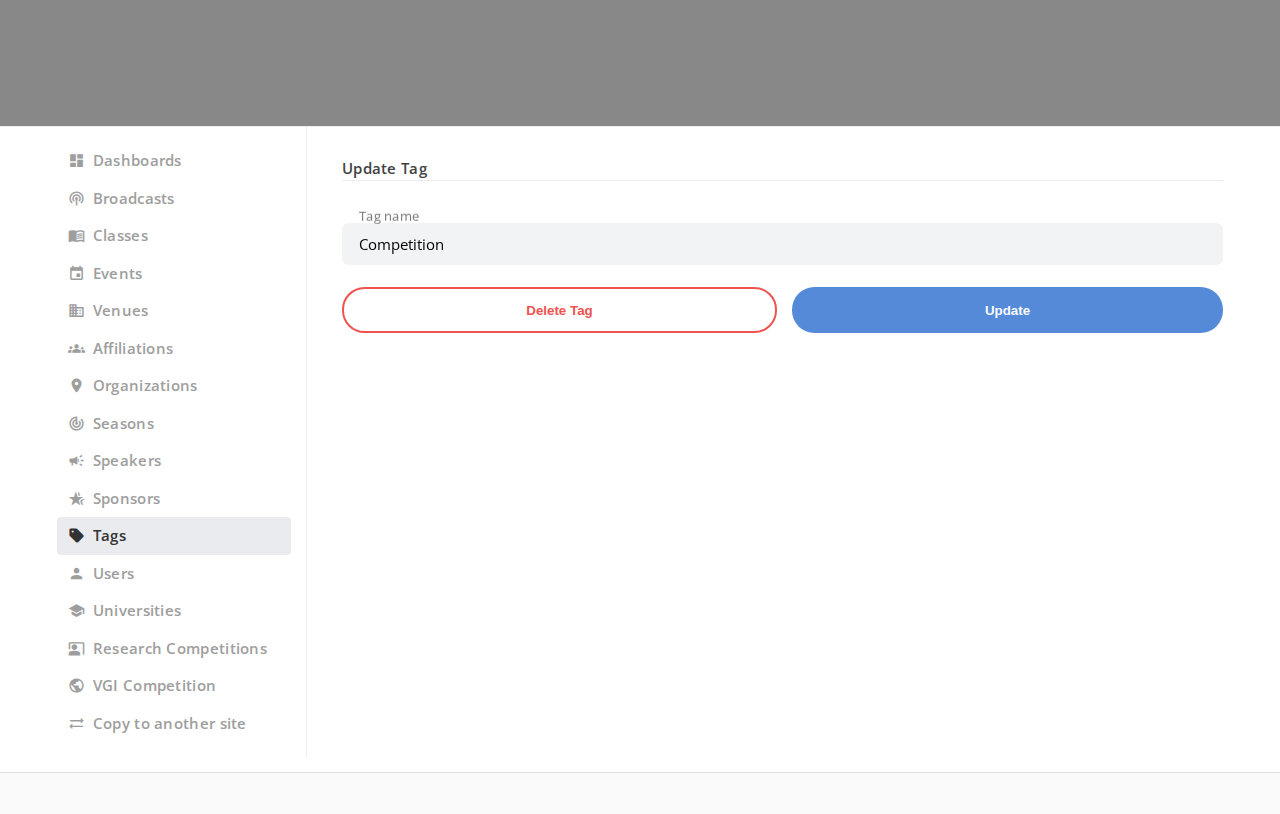 Dashboards
Broadcasts
Classes
Events
Venues
Affiliations
Organizations
Seasons
Speakers
Sponsors
Tags
Users
Universities
Research Competitions
VGI Competition
Copy to another site
Update Tag
Tag name
Competition
Delete Tag
Update